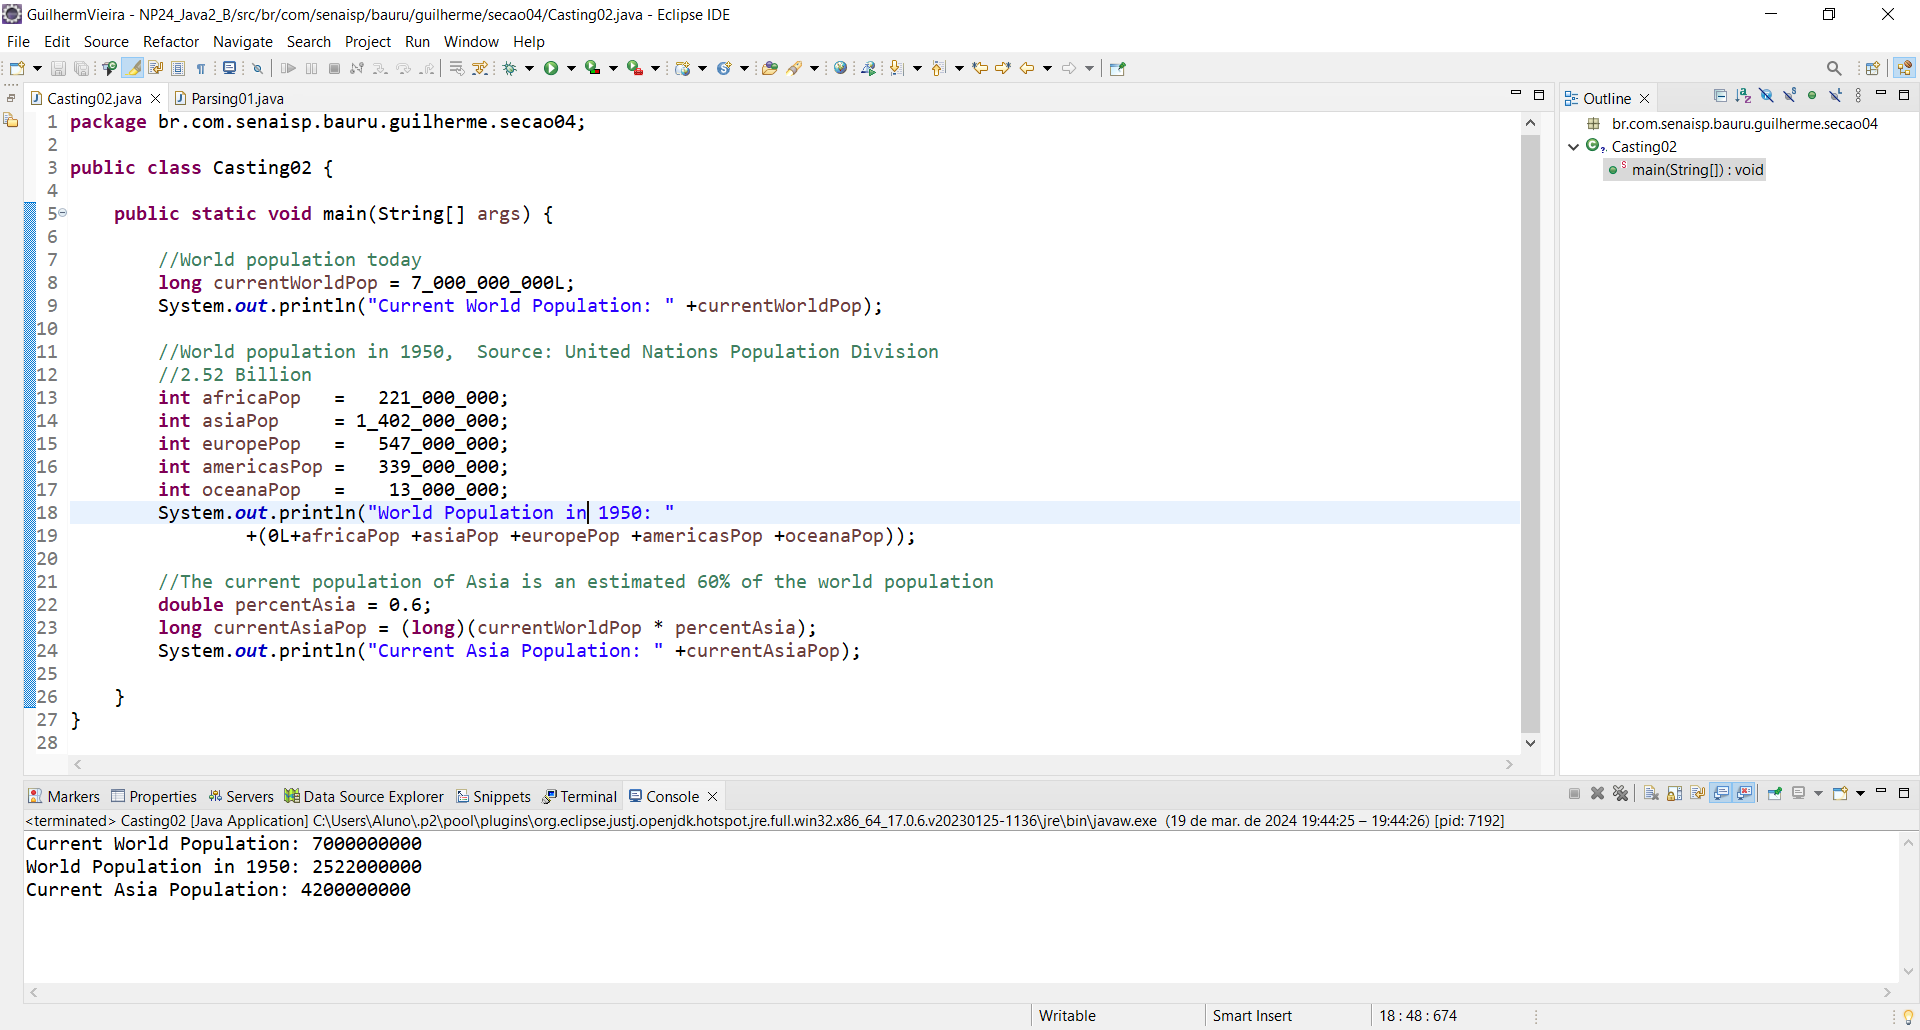 GuilhermVieira - NP24_Java2_B/src/br/com/senaisp/bauru/guilherme/secao04/Casting02.java - Eclipse IDE
File Edit Source Refactor Navigate Search Project Run Window Help
Casting02.java Parsing01.java
1 package br.com.senaisp.bauru.guilherme.secao04;
2
3 public class Casting02 {
4
5 public static void main(String[] args) {
6
7 //World population today
8 long currentWorldPop = 7_000_000_000L;
9 System.out.println("Current World Population: " +currentWorldPop);
10
11 //World population in 1950,  Source: United Nations Population Division
12 //2.52 Billion
13 int africaPop   =   221_000_000;
14 int asiaPop     = 1_402_000_000;
15 int europePop   =   547_000_000;
16 int americasPop =   339_000_000;
17 int oceanaPop   =    13_000_000;
18 System.out.println("World Population in 1950: "
19 +(0L+africaPop +asiaPop +europePop +americasPop +oceanaPop));
20
21 //The current population of Asia is an estimated 60% of the world population
22 double percentAsia = 0.6;
23 long currentAsiaPop = (long)(currentWorldPop * percentAsia);
24 System.out.println("Current Asia Population: " +currentAsiaPop);
25
26 }
27 }
28
Outline
br.com.senaisp.bauru.guilherme.secao04
Casting02
main(String[]) : void
Markers Properties Servers Data Source Explorer Snippets Terminal Console
<terminated> Casting02 [Java Application] C:\Users\Aluno\.p2\pool\plugins\org.eclipse.justj.openjdk.hotspot.jre.full.win32.x86_64_17.0.6.v20230125-1136\jre\bin\javaw.exe (19 de mar. de 2024 19:44:25 – 19:44:26) [pid: 7192]
Current World Population: 7000000000
World Population in 1950: 2522000000
Current Asia Population: 4200000000
Writable Smart Insert 18 : 48 : 674